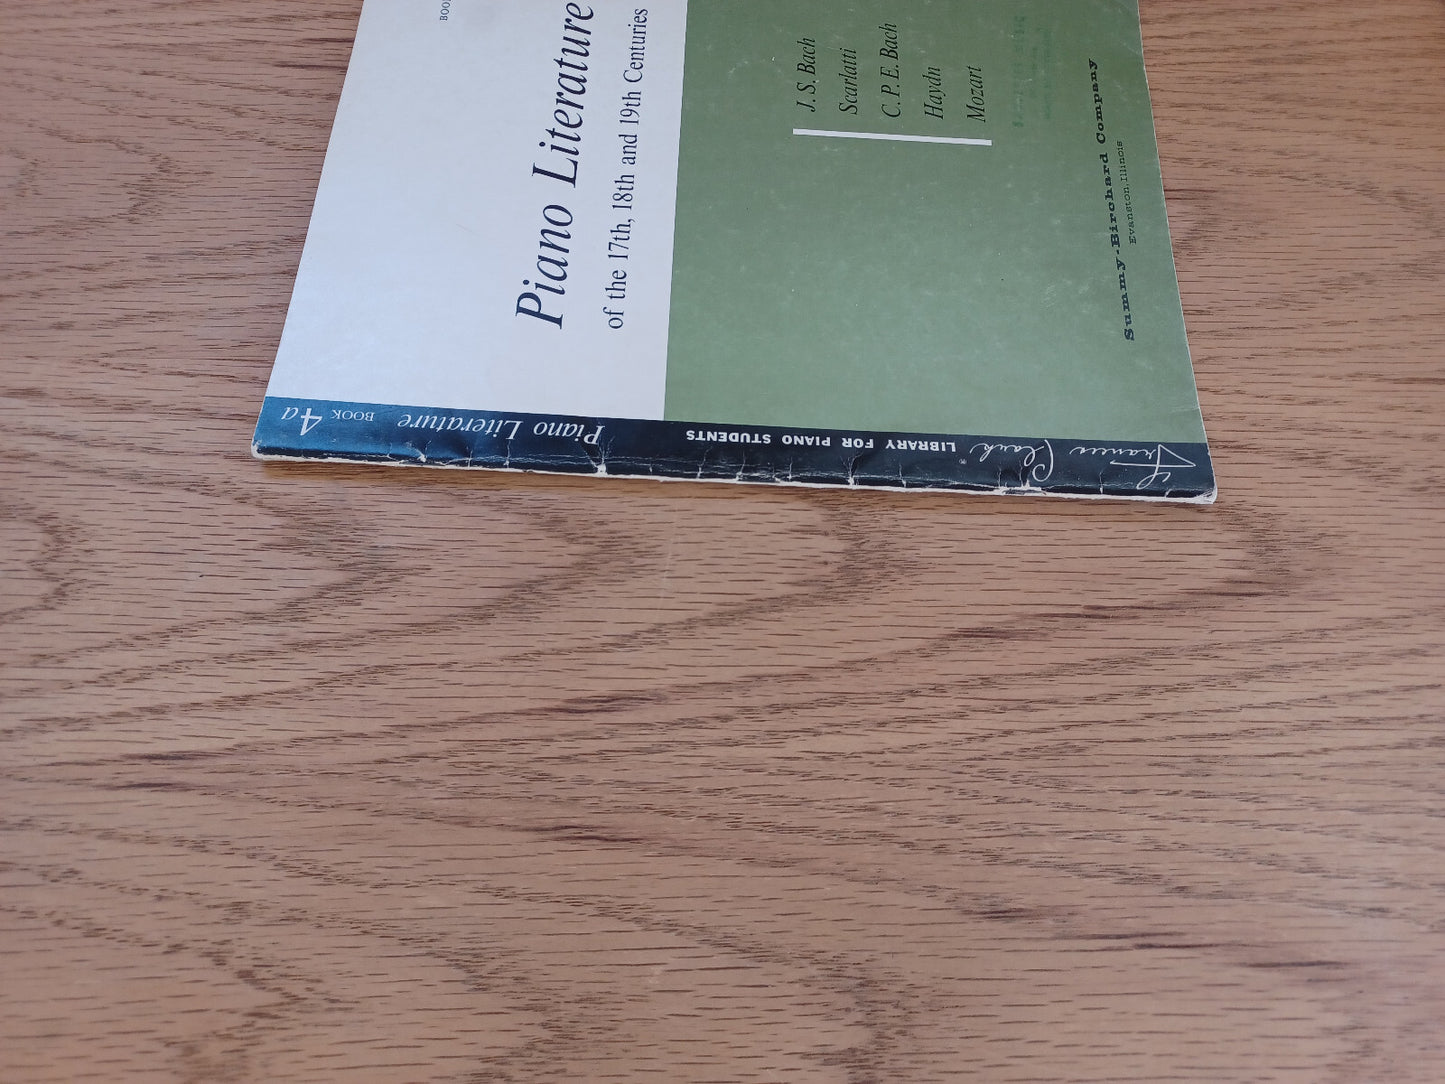 BOO
Piano Literature
of the 17th, 18th and 19th Centuries
J. S. Bach
Scarlatti
C. P. E. Bach
Haydn
Mozart
Summy-Birchard Company
Evanston, Illinois
Frances Clark LIBRARY FOR PIANO STUDENTS Piano Literature BOOK 4a